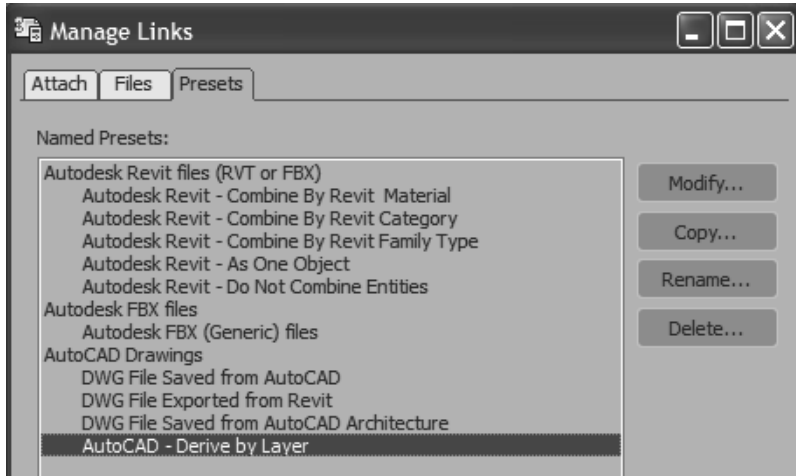 Manage Links
Attach Files Presets
Named Presets:
Autodesk Revit files (RVT or FBX)
Autodesk Revit - Combine By Revit Material
Autodesk Revit - Combine By Revit Category
Autodesk Revit - Combine By Revit Family Type
Autodesk Revit - As One Object
Autodesk Revit - Do Not Combine Entities
Autodesk FBX files
Autodesk FBX (Generic) files
AutoCAD Drawings
DWG File Saved from AutoCAD
DWG File Exported from Revit
DWG File Saved from AutoCAD Architecture
AutoCAD - Derive by Layer
Modify...
Copy...
Rename...
Delete...